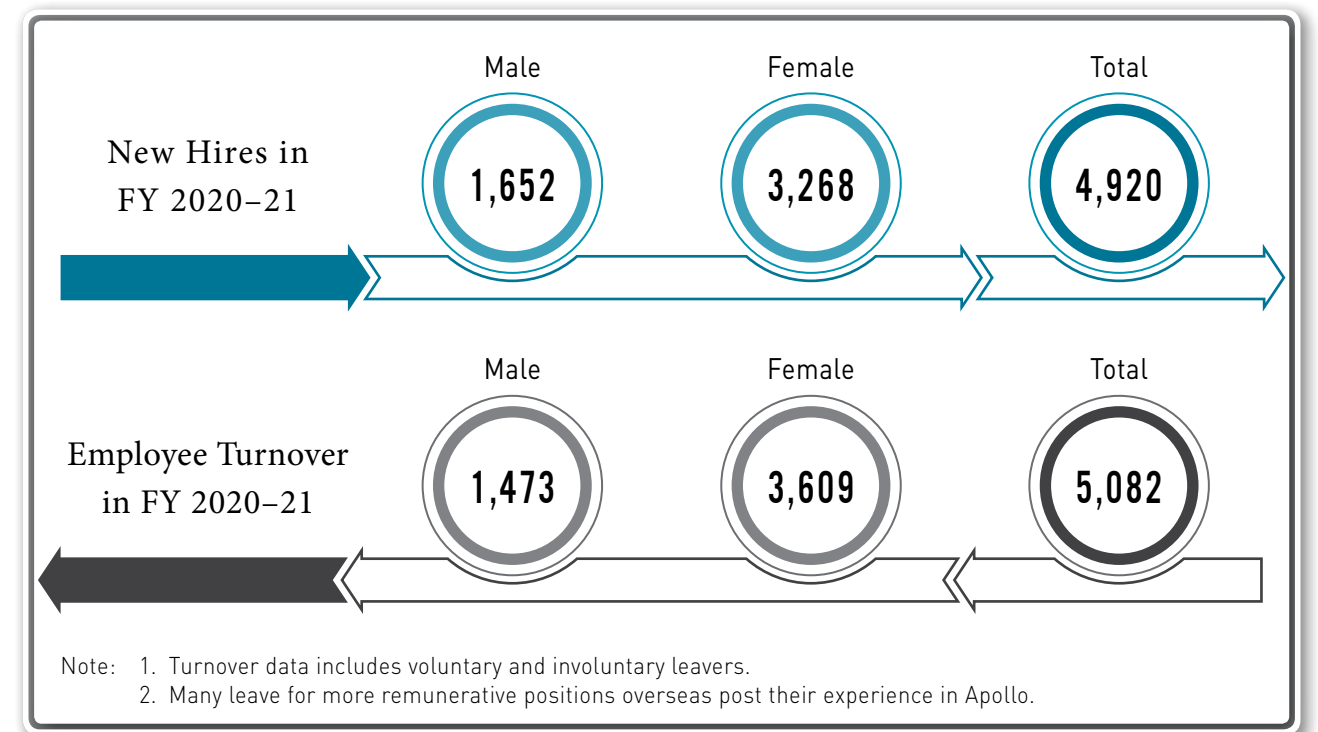 Male Female Total
New Hires in
FY 2020–21
1,652 3,268 4,920
Male Female Total
Employee Turnover
in FY 2020–21
1,473 3,609 5,082
Note: 1. Turnover data includes voluntary and involuntary leavers.
2. Many leave for more remunerative positions overseas post their experience in Apollo.